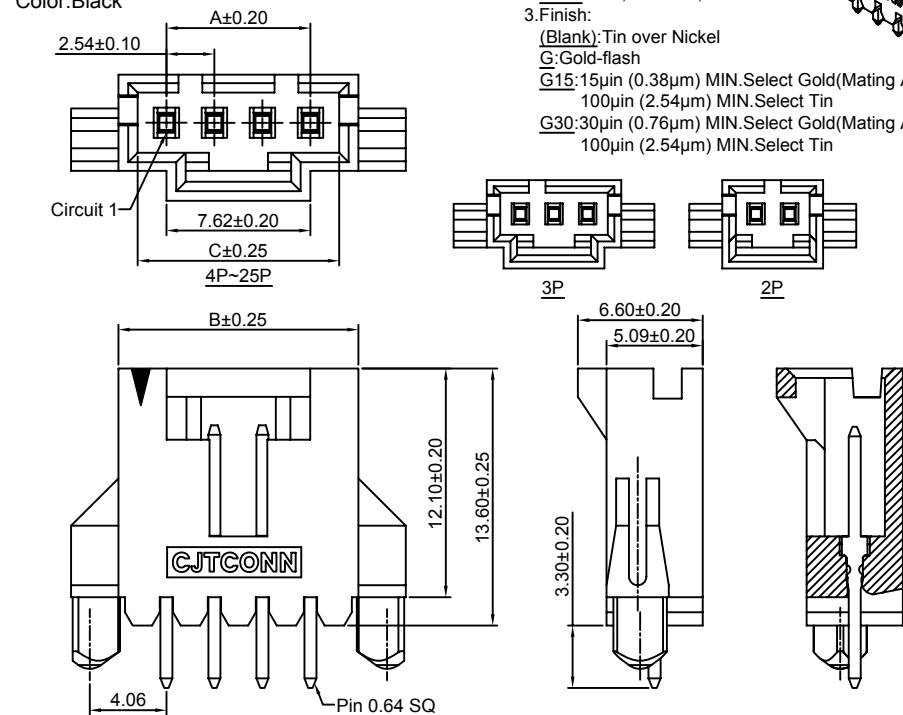 Color:Black
3.Finish:
(Blank):Tin over Nickel
G:Gold-flash
G15:15μin (0.38μm) MIN.Select Gold(Mating
100μin (2.54μm) MIN.Select Tin
G30:30μin (0.76μm) MIN.Select Gold(Mating
100μin (2.54μm) MIN.Select Tin
A±0.20
2.54±0.10
Circuit 1
7.62±0.20
C±0.25
4P~25P
3P
2P
B±0.25
12.10±0.20
13.60±0.25
CJTCONN
4.06
Pin 0.64 SQ
6.60±0.20
5.09±0.20
3.30±0.20